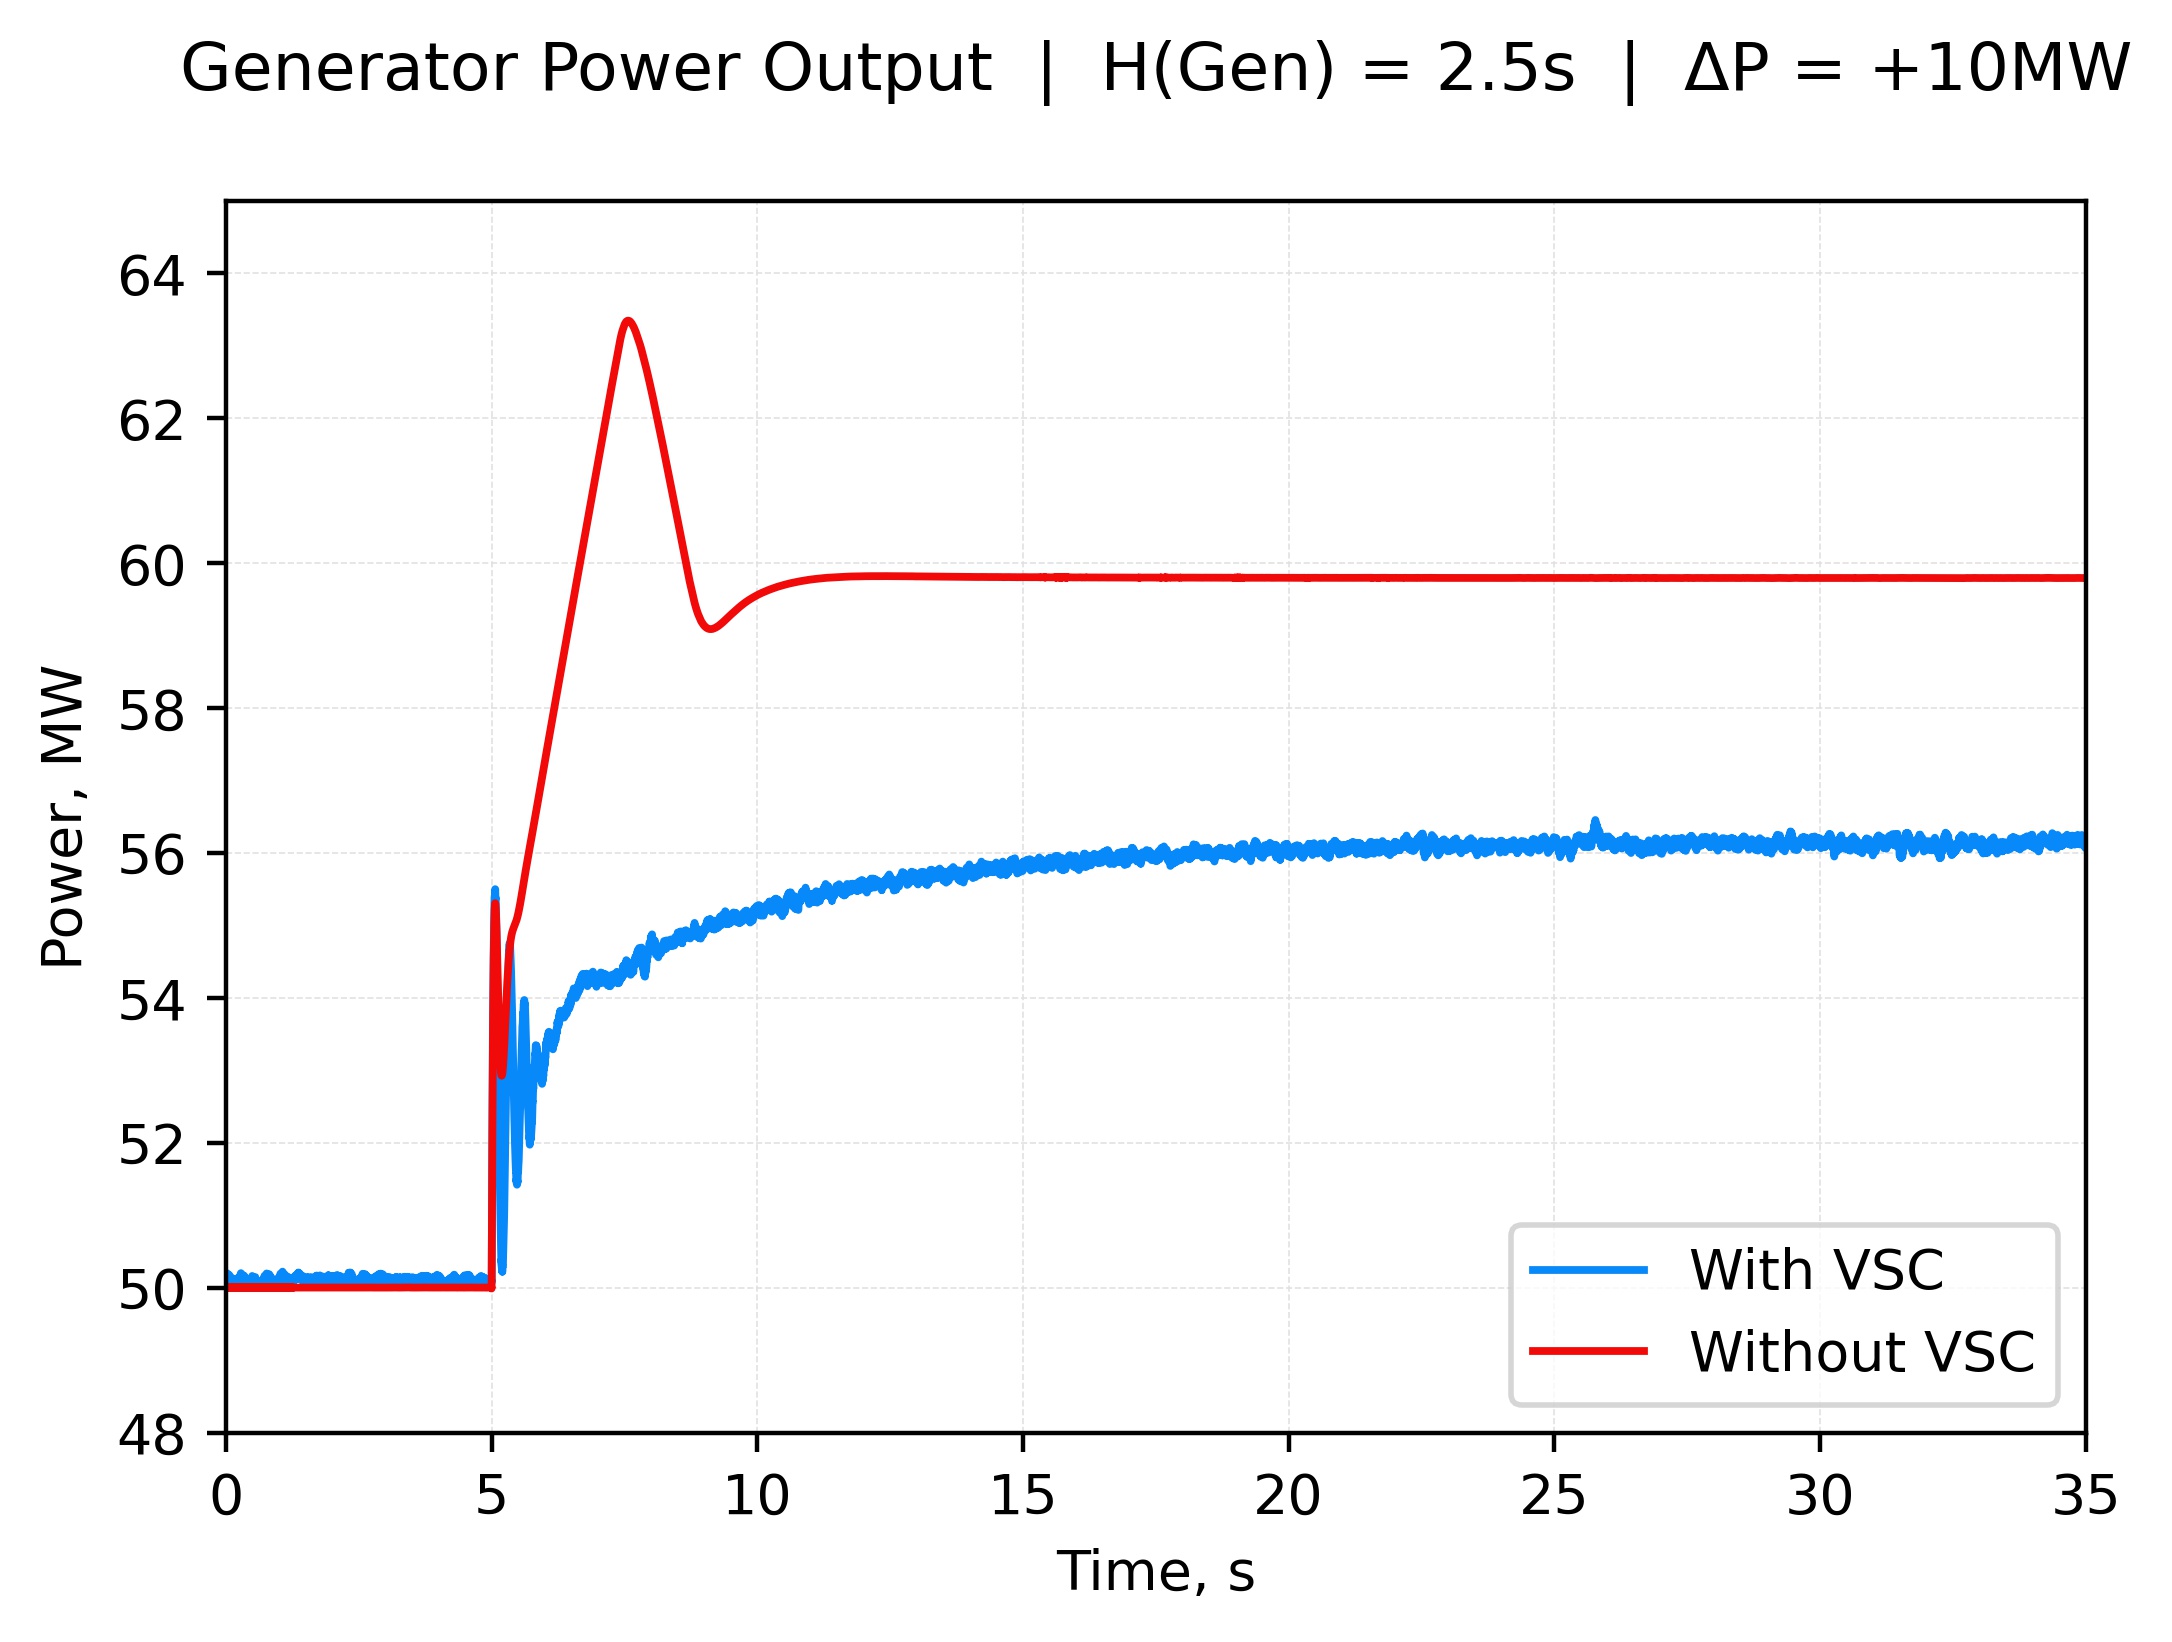 Generator Power Output | H(Gen) = 2.5s | ΔP = +10MW
Power, MW
64
62
60
58
56
54
52
50
48
0 5 10 15 20 25 30 35
Time, s
With VSC
Without VSC